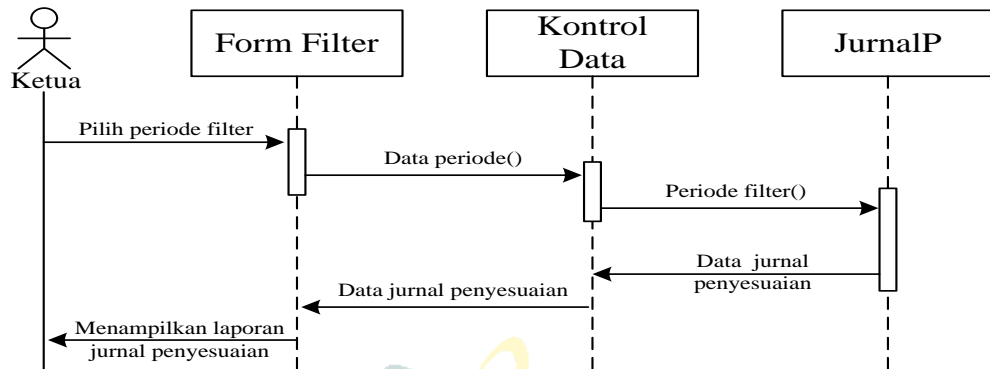 Ketua
Form Filter
Kontrol
Data
JurnalP
Pilih periode filter
Data periode()
Periode filter()
Data jurnal
penyesuaian
Data jurnal penyesuaian
Menampilkan laporan
jurnal penyesuaian